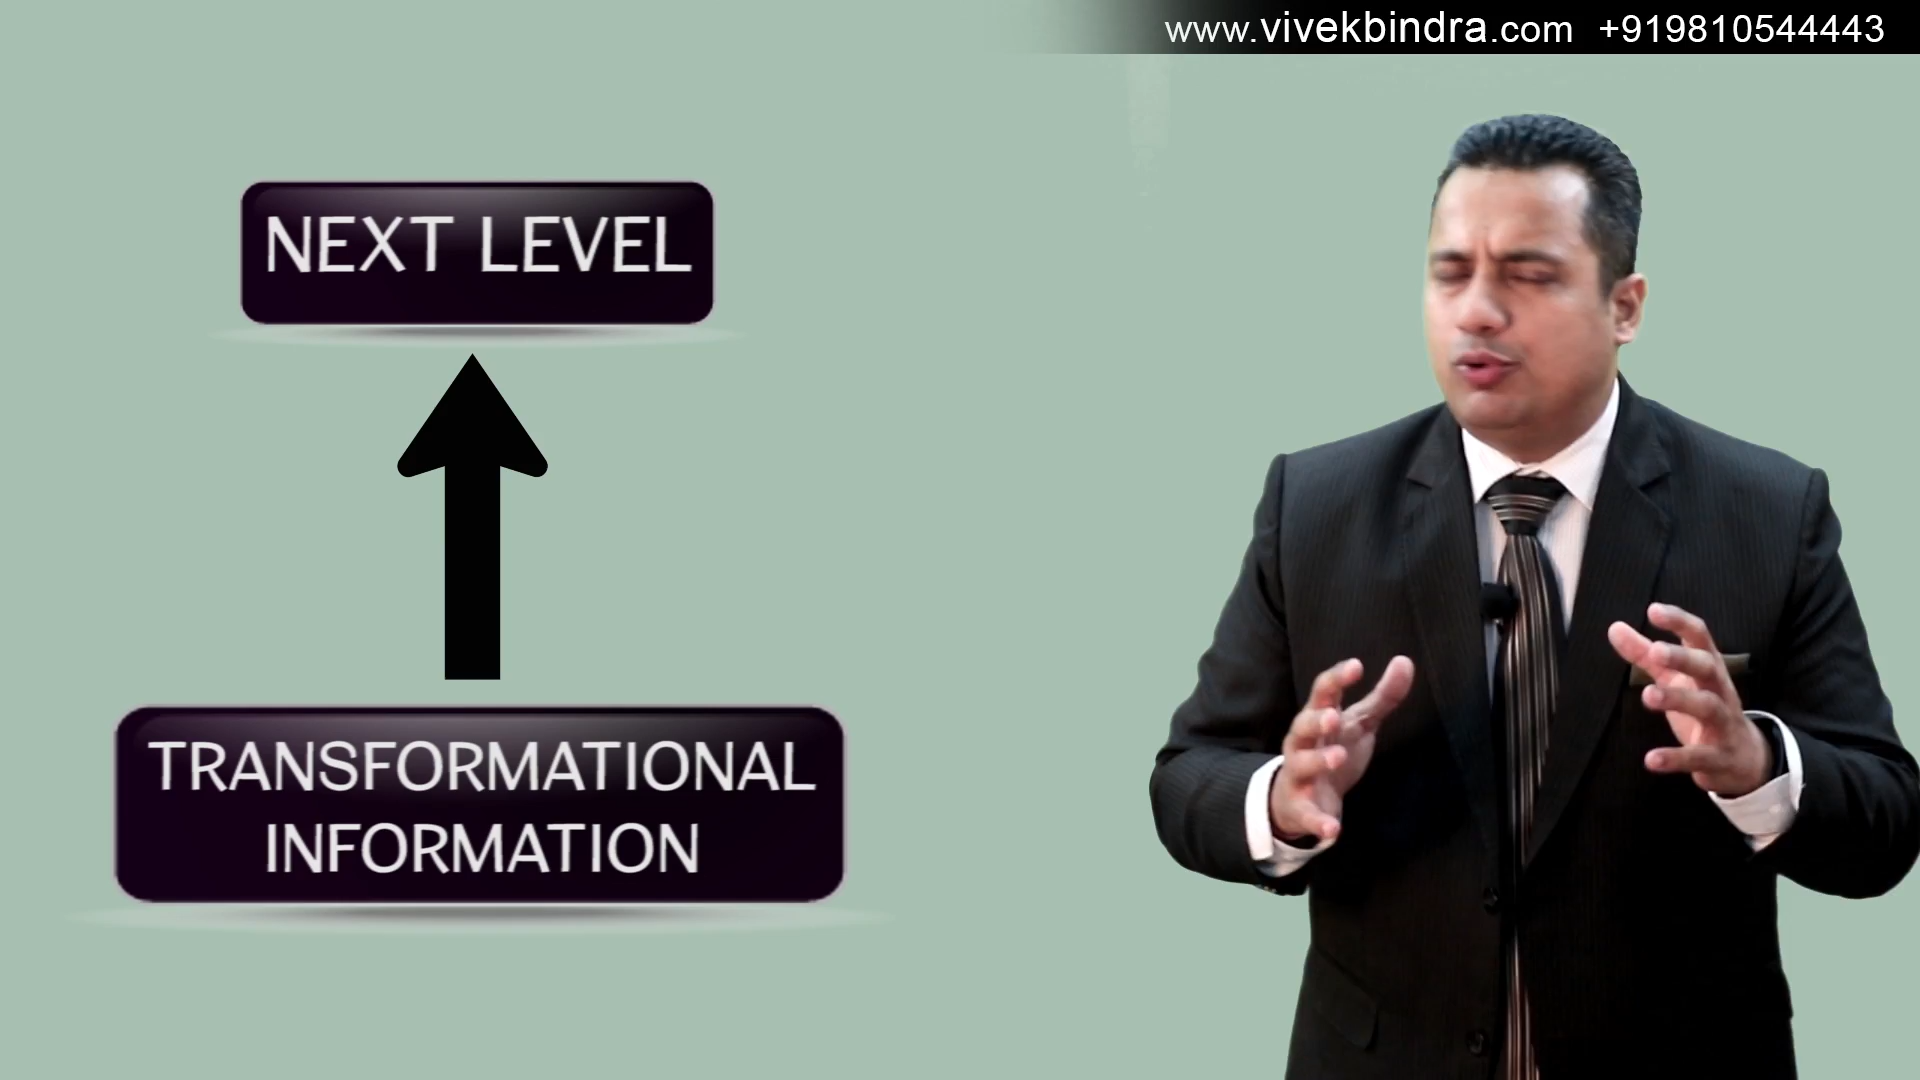 www.vivekbindra.com +919810544443
NEXT LEVEL
TRANSFORMATIONAL
INFORMATION